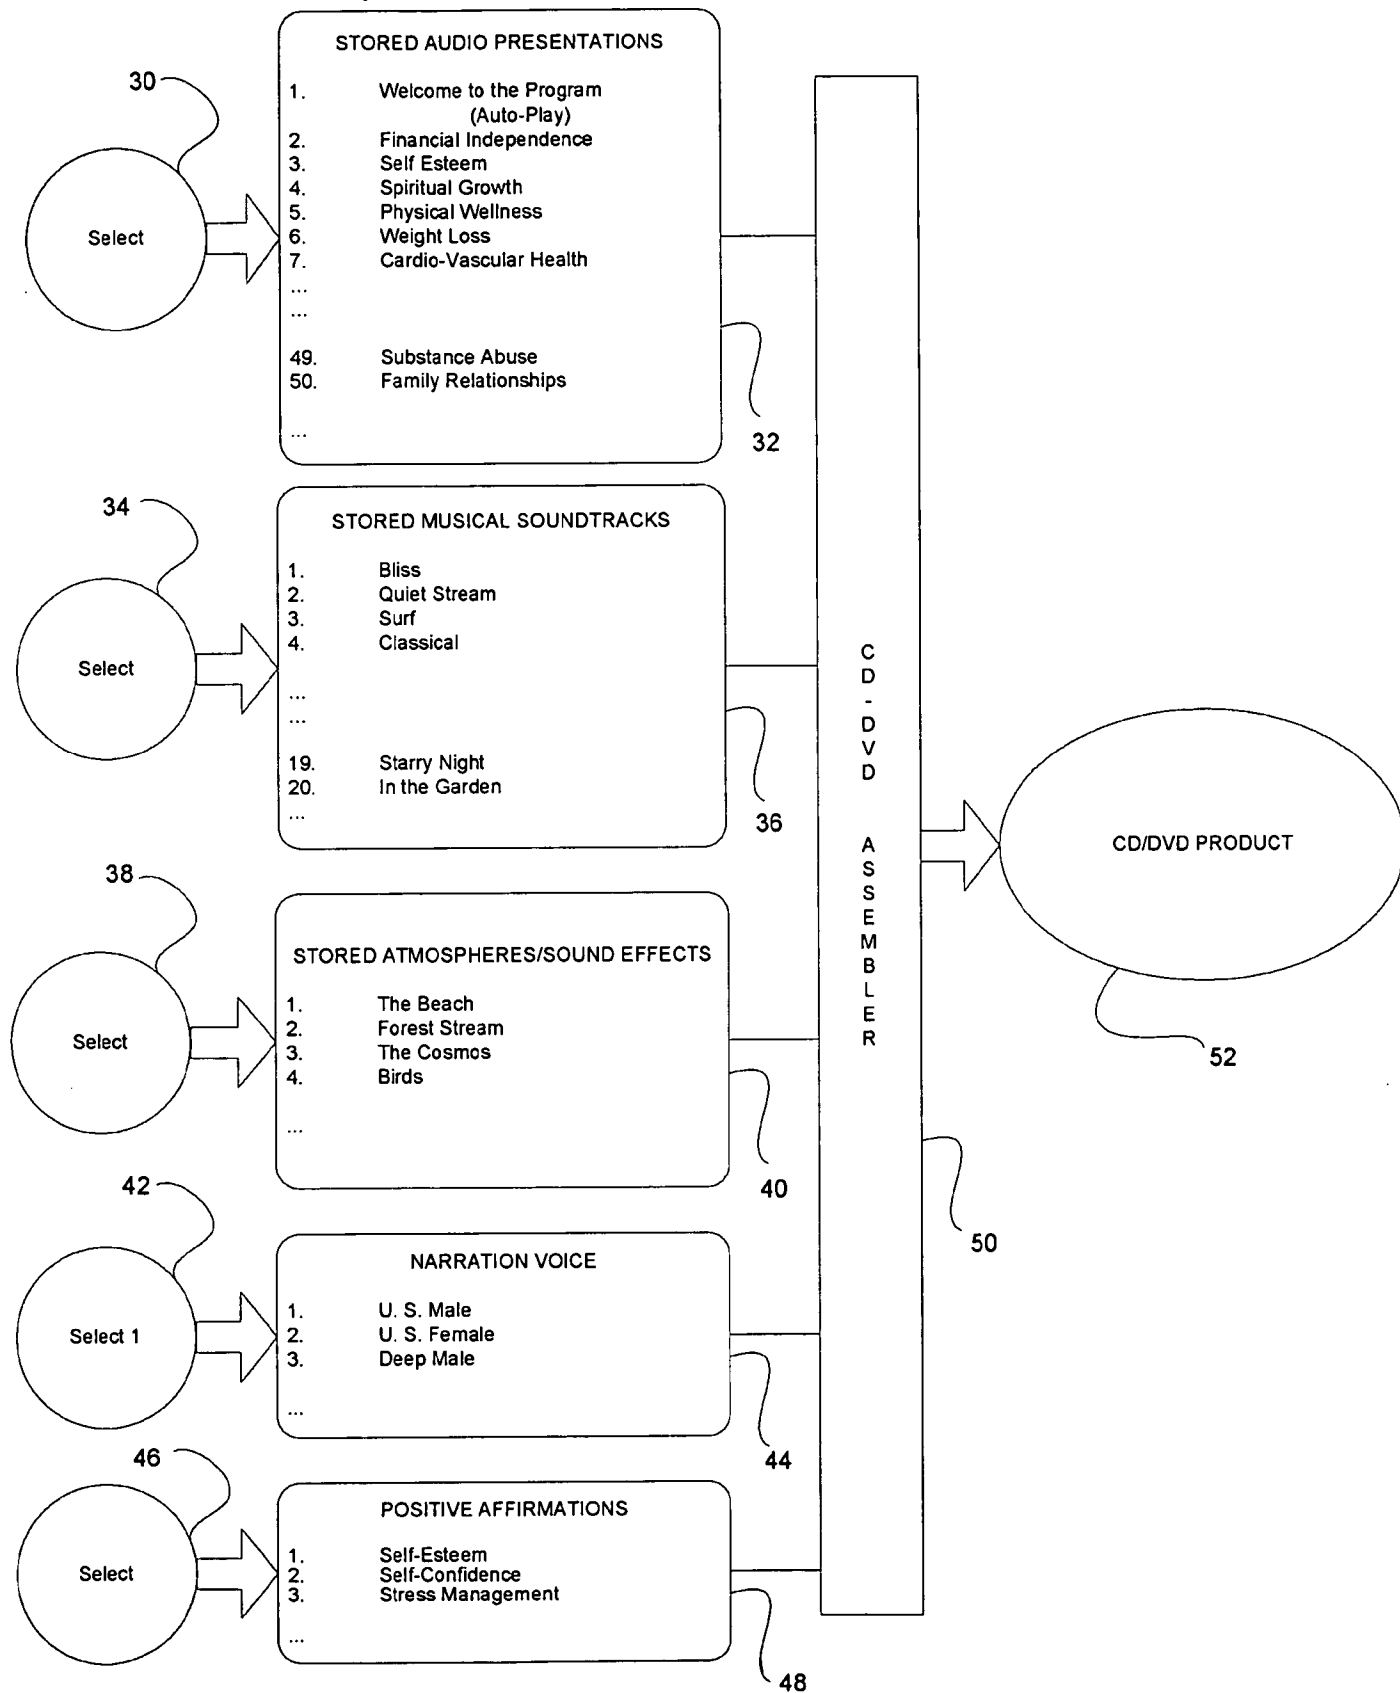 STORED AUDIO PRESENTATIONS
30
1. Welcome to the Program
(Auto-Play)
2. Financial Independence
3. Self Esteem
4. Spiritual Growth
5. Physical Wellness
6. Weight Loss
7. Cardio-Vascular Health
...
...
49. Substance Abuse
50. Family Relationships
...
Select
32
34
STORED MUSICAL SOUNDTRACKS
1. Bliss
2. Quiet Stream
3. Surf
4. Classical
...
...
19. Starry Night
20. In the Garden
...
Select
36
38
STORED ATMOSPHERES/SOUND EFFECTS
1. The Beach
2. Forest Stream
3. The Cosmos
4. Birds
...
Select
40
42
NARRATION VOICE
1. U. S. Male
2. U. S. Female
3. Deep Male
...
Select 1
44
46
POSITIVE AFFIRMATIONS
1. Self-Esteem
2. Self-Confidence
3. Stress Management
...
Select
48
CD-DVD ASSEMBLER
50
CD/DVD PRODUCT
52